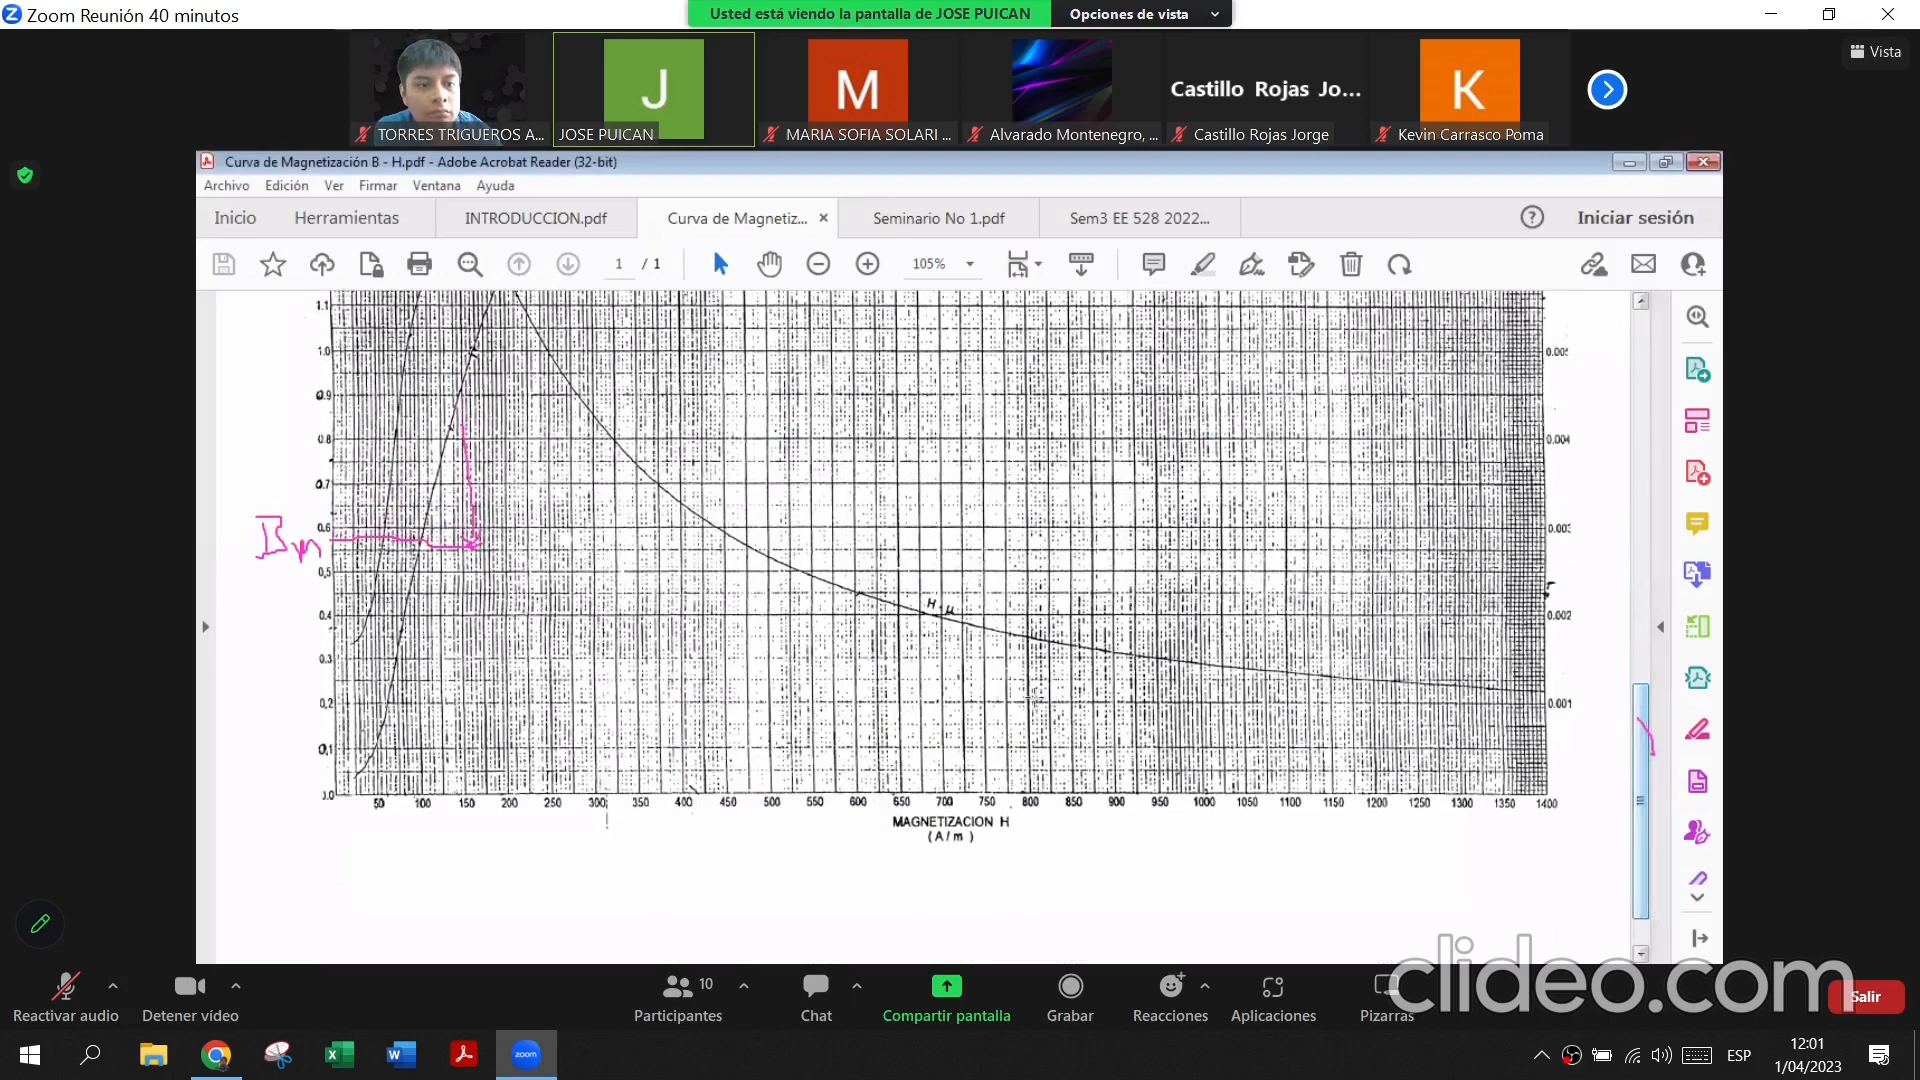 Zoom Reunión 40 minutos
Usted está viendo la pantalla de JOSE PUICAN
Opciones de vista
Vista
J
M
Castillo Rojas Jo...
K
TORRES TRIGUEROS A...
JOSE PUICAN
MARIA SOFIA SOLARI ...
Alvarado Montenegro, ...
Castillo Rojas Jorge
Kevin Carrasco Poma
Curva de Magnetización B - H.pdf - Adobe Acrobat Reader (32-bit)
Archivo Edición Ver Firmar Ventana Ayuda
Inicio Herramientas INTRODUCCION.pdf Curva de Magnetiz... Seminario No 1.pdf Sem3 EE 528 2022... Iniciar sesión
1 / 1 105%
1.1
1.0 0.005
0.9
0.8 0.004
0.7
0.6 0.003
Bm
0,5
H - μ
0.4 0.002
0.3
0,2 0.001
0,1
0.0
50 100 150 200 250 300 350 400 450 500 550 600 650 700 750 800 850 900 950 1000 1050 1100 1150 1200 1250 1300 1350 1400
MAGNETIZACION H
(A/m)
clideo.com
10
Reactivar audio
Detener vídeo
Participantes
Chat
Compartir pantalla
Grabar
Reacciones
Aplicaciones
Pizarras
Salir
zoom
ESP
12:01
1/04/2023